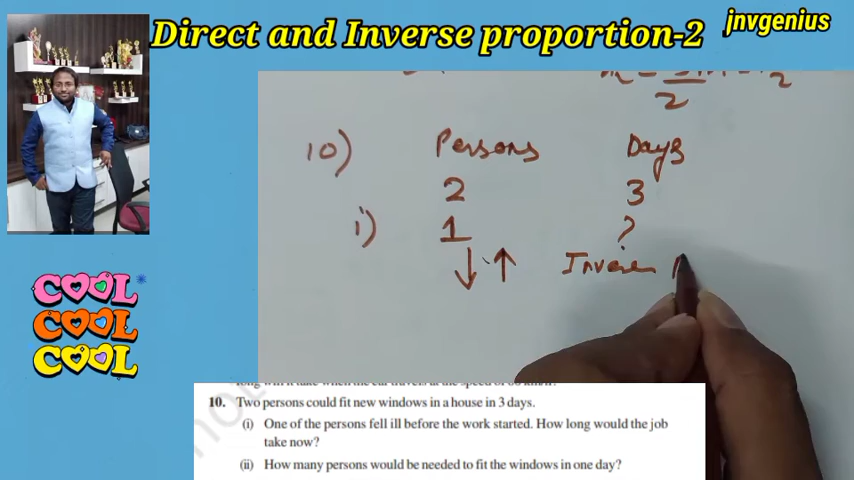 Direct and Inverse proportion-2
jnvgenius
2
10) Persons Days
2 3
i) 1 ?
Inverse
COOL
COOL
COOL
10. Two persons could fit new windows in a house in 3 days.
(i) One of the persons fell ill before the work started. How long would the job
take now?
(ii) How many persons would be needed to fit the windows in one day?